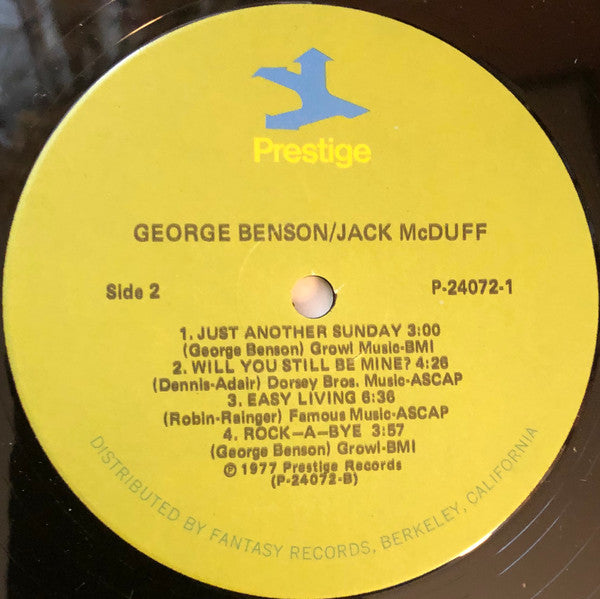 Prestige
GEORGE BENSON/JACK McDUFF
Side 2 P-24072-1
1. JUST ANOTHER SUNDAY 3:00
(George Benson) Growl Music-BMI
2. WILL YOU STILL BE MINE? 4:26
(Dennis-Adair) Dorsey Bros. Music-ASCAP
3. EASY LIVING 6:36
(Robin-Rainger) Famous Music-ASCAP
4. ROCK-A-BYE 3:57
(George Benson) Growl-BMI
℗ 1977 Prestige Records
(P-24072-B)
DISTRIBUTED BY FANTASY RECORDS, BERKELEY, CALIFORNIA